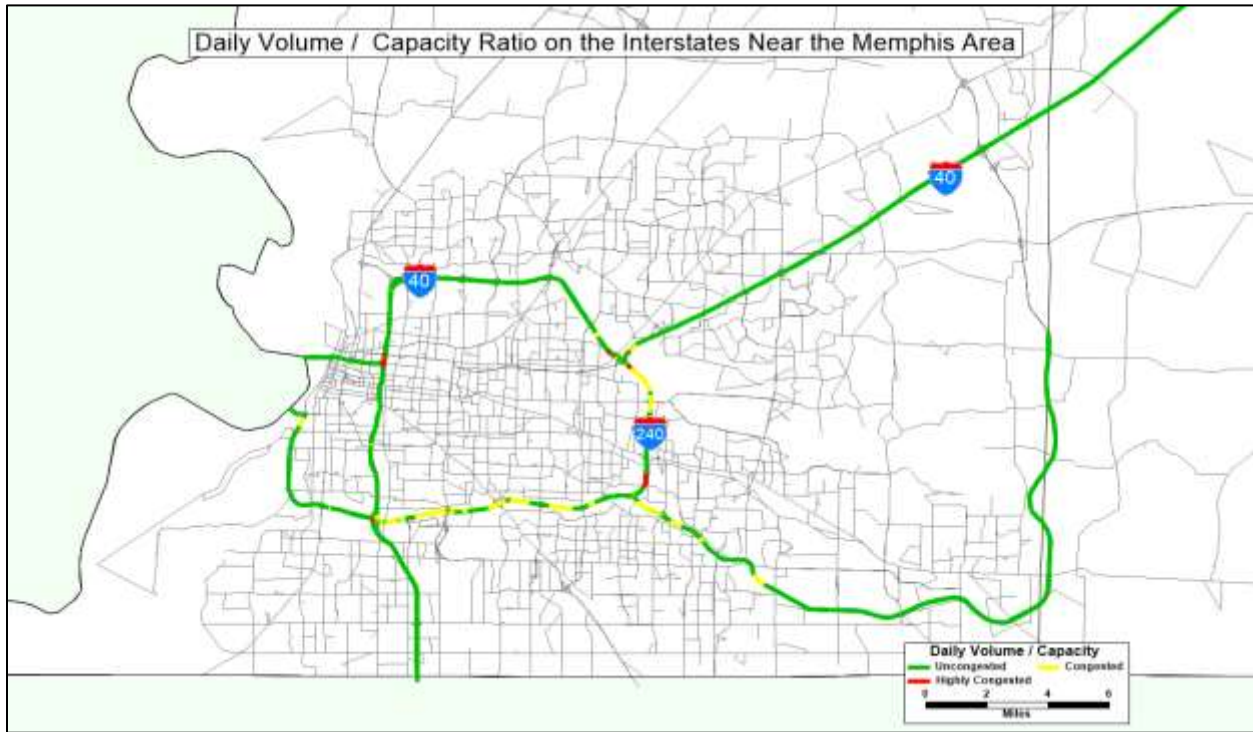 Daily Volume / Capacity Ratio on the Interstates Near the Memphis Area
40
40
240
Daily Volume / Capacity
Uncongested Congested
Highly Congested
0 2 4 6
Miles